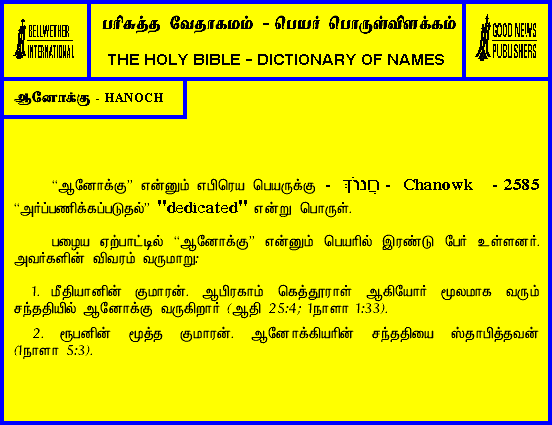 BELLWETHER
INTERNATIONAL
பரிசுத்த வேதாகமம் - பெயர் பொருள்விளக்கம்
THE HOLY BIBLE - DICTIONARY OF NAMES
GOOD NEWS
PUBLISHERS
ஆனோக்கு - HANOCH
“ஆனோக்கு” என்னும் எபிரெய பெயருக்கு - חֲנֹךְ - Chanowk - 2585
“அர்ப்பணிக்கப்படுதல்” "dedicated" என்று பொருள்.
பழைய ஏற்பாட்டில் “ஆனோக்கு” என்னும் பெயரில் இரண்டு பேர் உள்ளனர்.
அவர்களின் விவரம் வருமாறு:
1. மீதியானின் குமாரன். ஆபிரகாம் கெத்தூராள் ஆகியோர் மூலமாக வரும்
சந்ததியில் ஆனோக்கு வருகிறார் (ஆதி 25:4; 1நாளா 1:33).
2. ரூபனின் மூத்த குமாரன். ஆனோக்கியரின் சந்ததியை ஸ்தாபித்தவன்
(1நாளா 5:3).